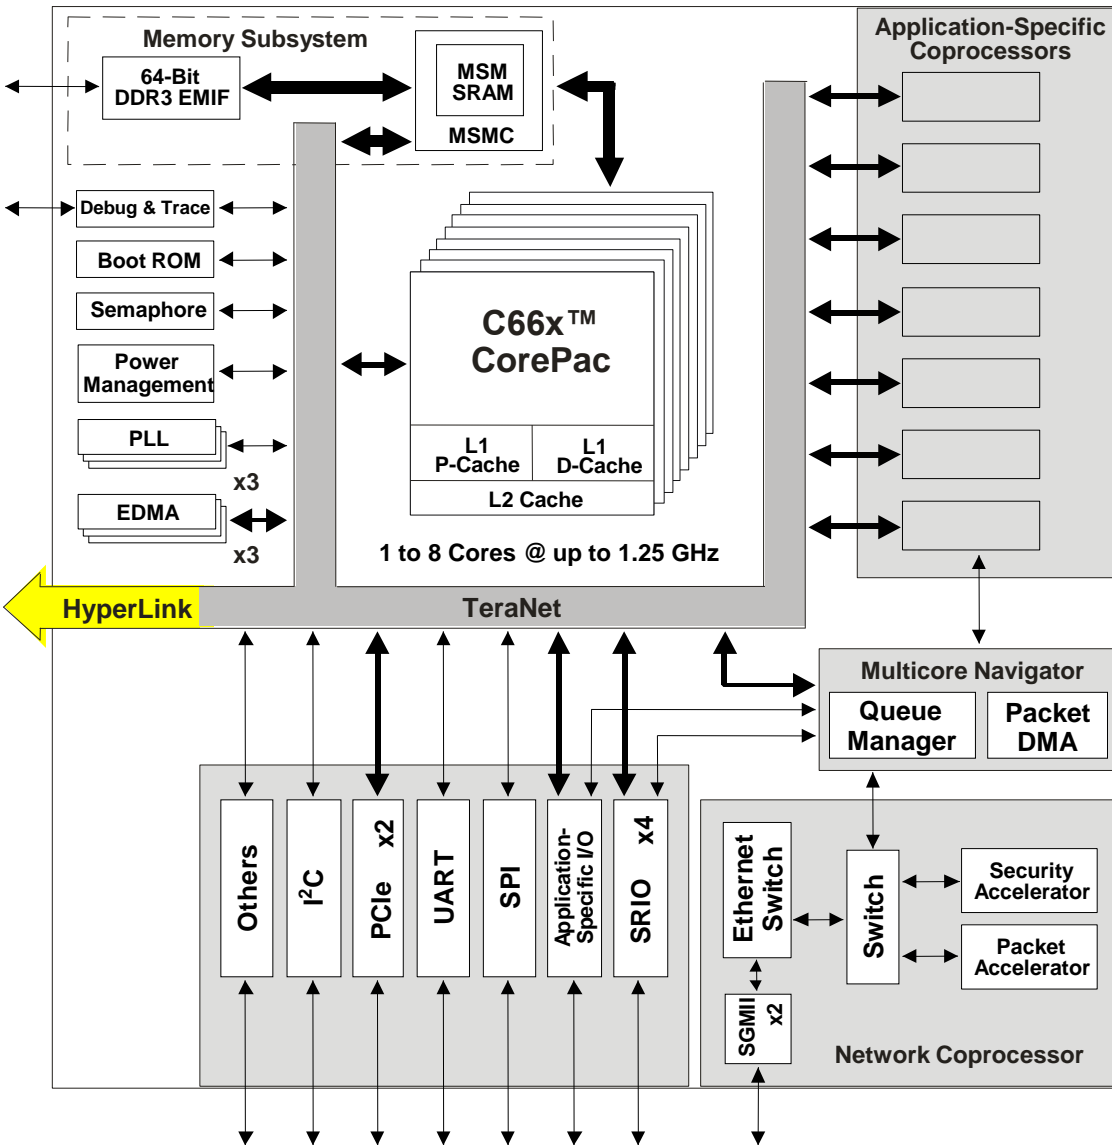 Memory Subsystem
64-Bit
DDR3 EMIF
MSM
SRAM
MSMC
Application-Specific
Coprocessors
Debug & Trace
Boot ROM
Semaphore
Power
Management
PLL
x3
EDMA
x3
C66x™
CorePac
L1
P-Cache
L1
D-Cache
L2 Cache
1 to 8 Cores @ up to 1.25 GHz
HyperLink
TeraNet
Multicore Navigator
Queue
Manager
Packet
DMA
Others
I²C
PCIe x2
UART
SPI
Application-
Specific I/O
SRIO x4
Ethernet
Switch
Switch
Security
Accelerator
Packet
Accelerator
SGMII
x2
Network Coprocessor